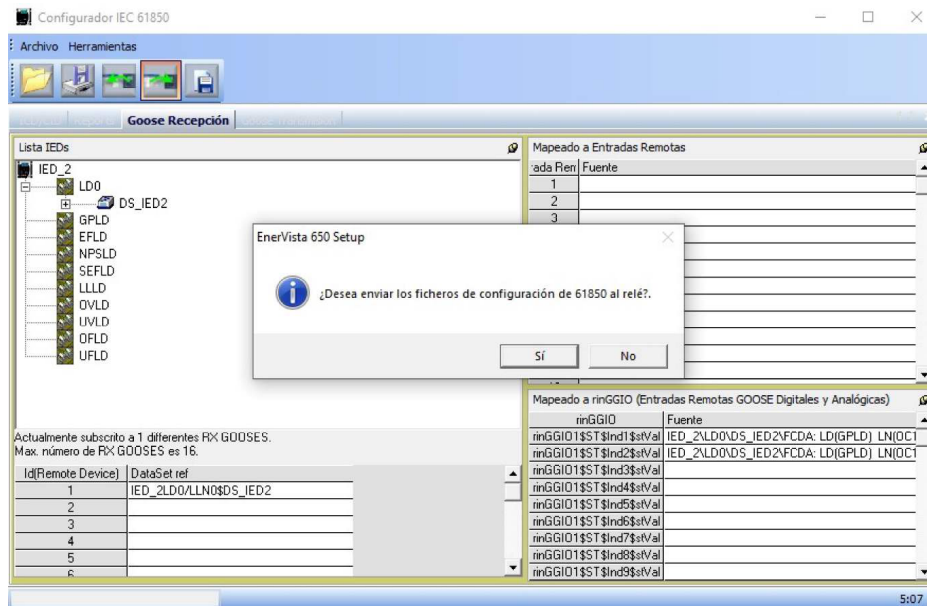 Configurador IEC 61850
Archivo Herramientas
Goose Recepción
Lista IEDs
IED_2
LD0
DS_IED2
GPLD
EFLD
NPSLD
SEFLD
LLLD
OVLD
UVLD
OFLD
UFLD
Actualmente subscrito a 1 differentes RX GOOSES.
Max. número de RX GOOSES es 16.
Id(Remote Device) DataSet ref
1 IED_2LD0/LLN0$DS_IED2
2
3
4
5
6
Mapeado a Entradas Remotas
rada Rem Fuente
1
2
3
EnerVista 650 Setup
¿Desea enviar los ficheros de configuración de 61850 al relé?.
Sí No
Mapeado a rinGGIO (Entradas Remotas GOOSE Digitales y Analógicas)
rinGGIO Fuente
rinGGIO1$ST$Ind1$stVal IED_2\LD0\DS_IED2\FCDA: LD(GPLD) LN(OC1
rinGGIO1$ST$Ind2$stVal IED_2\LD0\DS_IED2\FCDA: LD(GPLD) LN(OC1
rinGGIO1$ST$Ind3$stVal
rinGGIO1$ST$Ind4$stVal
rinGGIO1$ST$Ind5$stVal
rinGGIO1$ST$Ind6$stVal
rinGGIO1$ST$Ind7$stVal
rinGGIO1$ST$Ind8$stVal
rinGGIO1$ST$Ind9$stVal
5:07